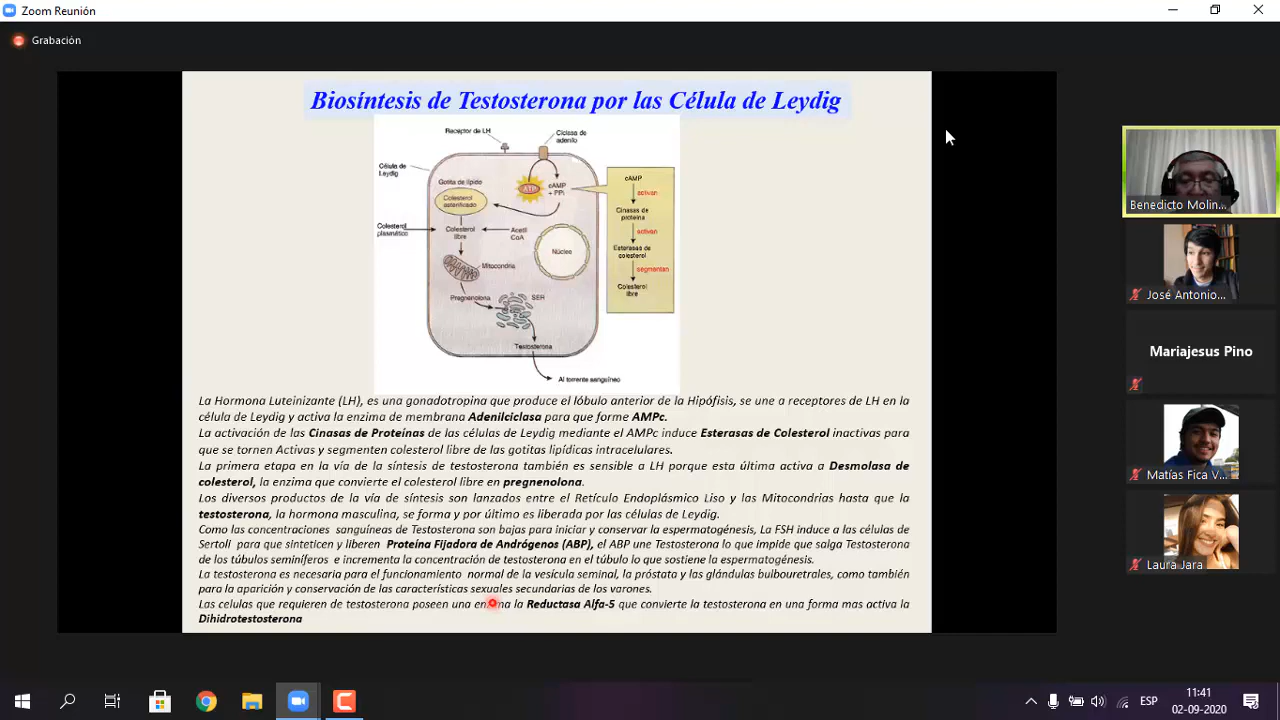 Zoom Reunión
Grabación
Biosíntesis de Testosterona por las Célula de Leydig
Receptor de LH
Ciclasa de
adenilo
Célula de
Leydig
Gotita de lípido
ATP
cAMP
+ PPi
Colesterol
esterificado
Colesterol
plasmático
Colesterol
libre
Acetil
CoA
Núcleo
Mitocondria
Pregnenolona
SER
Testosterona
Al torrente sanguíneo
cAMP
activan
Cinasas de
proteína
activan
Esterasas de
colesterol
segmentan
Colesterol
libre
La Hormona Luteinizante (LH), es una gonadotropina que produce el lóbulo anterior de la Hipófisis, se une a receptores de LH en la
célula de Leydig y activa la enzima de membrana Adenilciclasa para que forme AMPc.
La activación de las Cinasas de Proteínas de las células de Leydig mediante el AMPc induce Esterasas de Colesterol inactivas para
que se tornen Activas y segmenten colesterol libre de las gotitas lipídicas intracelulares.
La primera etapa en la vía de la síntesis de testosterona también es sensible a LH porque esta última activa a Desmolasa de
colesterol, la enzima que convierte el colesterol libre en pregnenolona.
Los diversos productos de la vía de síntesis son lanzados entre el Retículo Endoplásmico Liso y las Mitocondrias hasta que la
testosterona, la hormona masculina, se forma y por último es liberada por las células de Leydig.
Como las concentraciones sanguíneas de Testosterona son bajas para iniciar y conservar la espermatogénesis, La FSH induce a las células de
Sertoli para que sinteticen y liberen Proteína Fijadora de Andrógenos (ABP), el ABP une Testosterona lo que impide que salga Testosterona
de los túbulos seminíferos e incrementa la concentración de testosterona en el túbulo lo que sostiene la espermatogénesis.
La testosterona es necesaria para el funcionamiento normal de la vesícula seminal, la próstata y las glándulas bulbouretrales, como también
para la aparición y conservación de las características sexuales secundarias de los varones.
Las celulas que requieren de testosterona poseen una la Reductasa Alfa-5 que convierte la testosterona en una forma mas activa la
Dihidrotestosterona
Benedicto Molin...
José Antonio...
Mariajesus Pino
Matías Fica V...
Laura Jara
ESP
11:41
02-09-2020